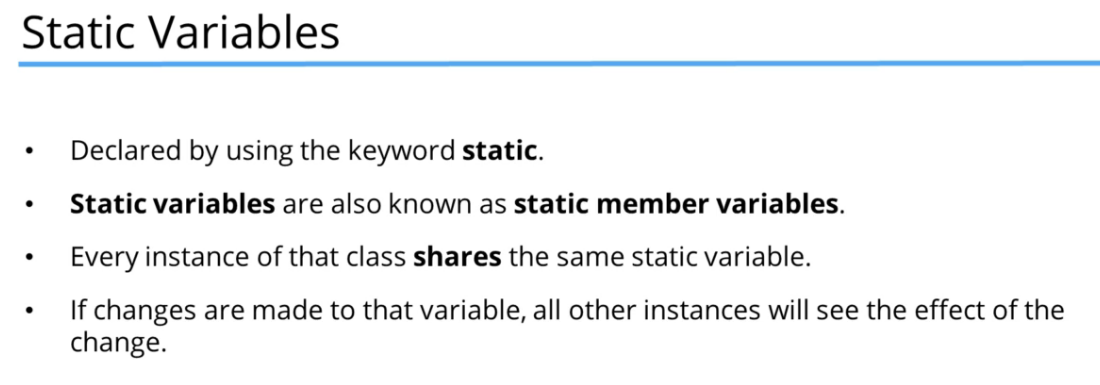 Static Variables
• Declared by using the keyword static.
• Static variables are also known as static member variables.
• Every instance of that class shares the same static variable.
• If changes are made to that variable, all other instances will see the effect of the
change.